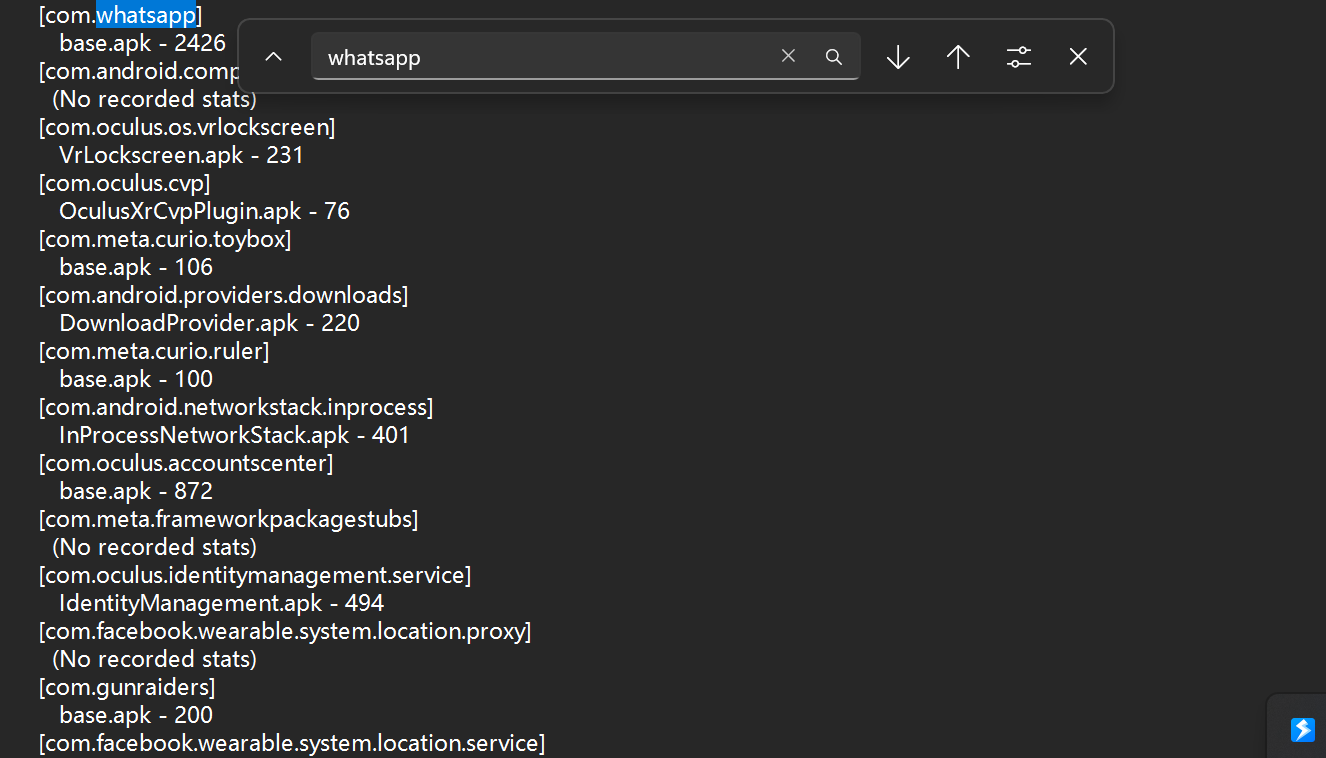 [com.whatsapp]
base.apk - 2426
whatsapp
[com.android.comp
(No recorded stats)
[com.oculus.os.vrlockscreen]
VrLockscreen.apk - 231
[com.oculus.cvp]
OculusXrCvpPlugin.apk - 76
[com.meta.curio.toybox]
base.apk - 106
[com.android.providers.downloads]
DownloadProvider.apk - 220
[com.meta.curio.ruler]
base.apk - 100
[com.android.networkstack.inprocess]
InProcessNetworkStack.apk - 401
[com.oculus.accountscenter]
base.apk - 872
[com.meta.frameworkpackagestubs]
(No recorded stats)
[com.oculus.identitymanagement.service]
IdentityManagement.apk - 494
[com.facebook.wearable.system.location.proxy]
(No recorded stats)
[com.gunraiders]
base.apk - 200
[com.facebook.wearable.system.location.service]